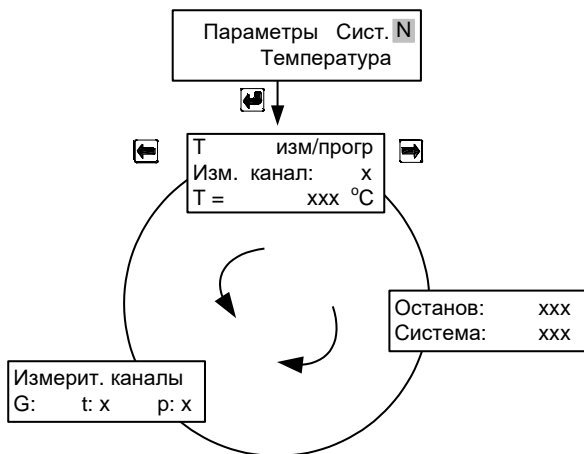 Параметры Сист. N
Температура
T изм/прогр
Изм. канал: x
T = xxx °C
Останов: xxx
Система: xxx
Измерит. каналы
G: t: x p: x